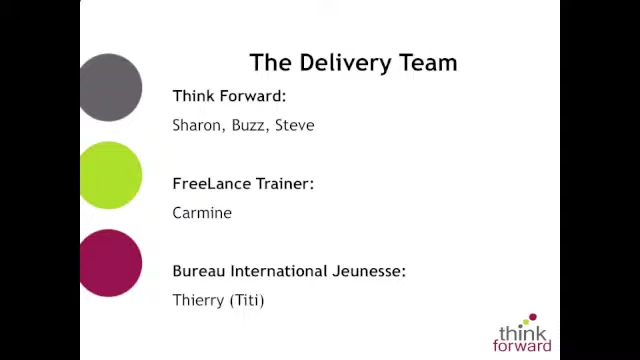 The Delivery Team
Think Forward:
Sharon, Buzz, Steve
FreeLance Trainer:
Carmine
Bureau International Jeunesse:
Thierry (Titi)
think
forward